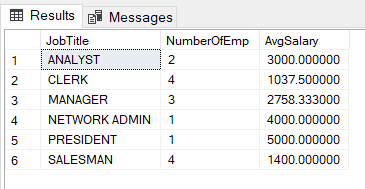 Results Messages
JobTitle NumberOfEmp AvgSalary
1 ANALYST 2 3000.000000
2 CLERK 4 1037.500000
3 MANAGER 3 2758.333000
4 NETWORK ADMIN 1 4000.000000
5 PRESIDENT 1 5000.000000
6 SALESMAN 4 1400.000000